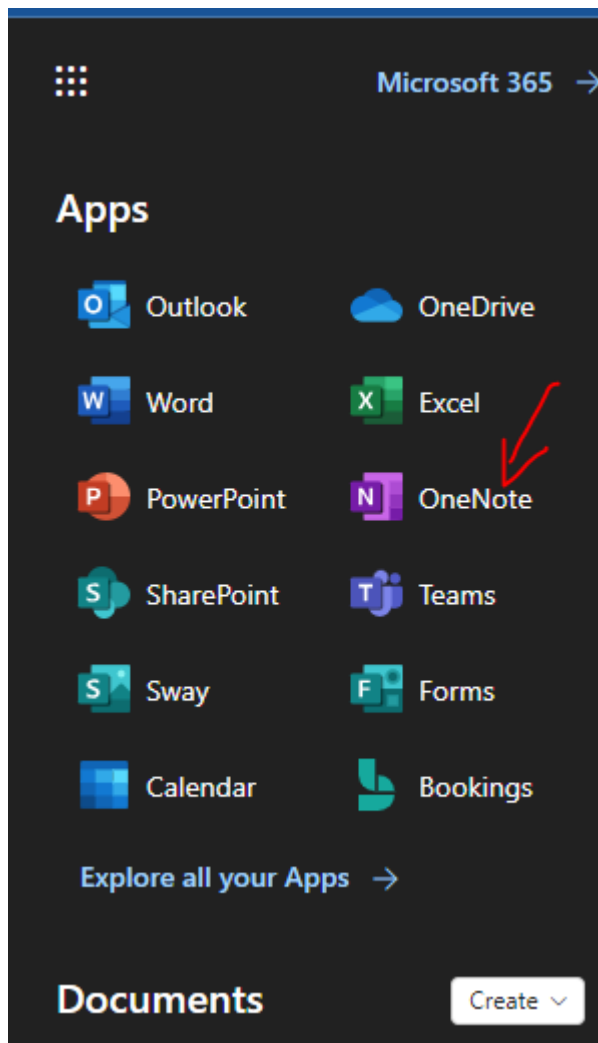 Microsoft 365 →
Apps
Outlook OneDrive
Word Excel
PowerPoint OneNote
SharePoint Teams
Sway Forms
Calendar Bookings
Explore all your Apps →
Documents Create